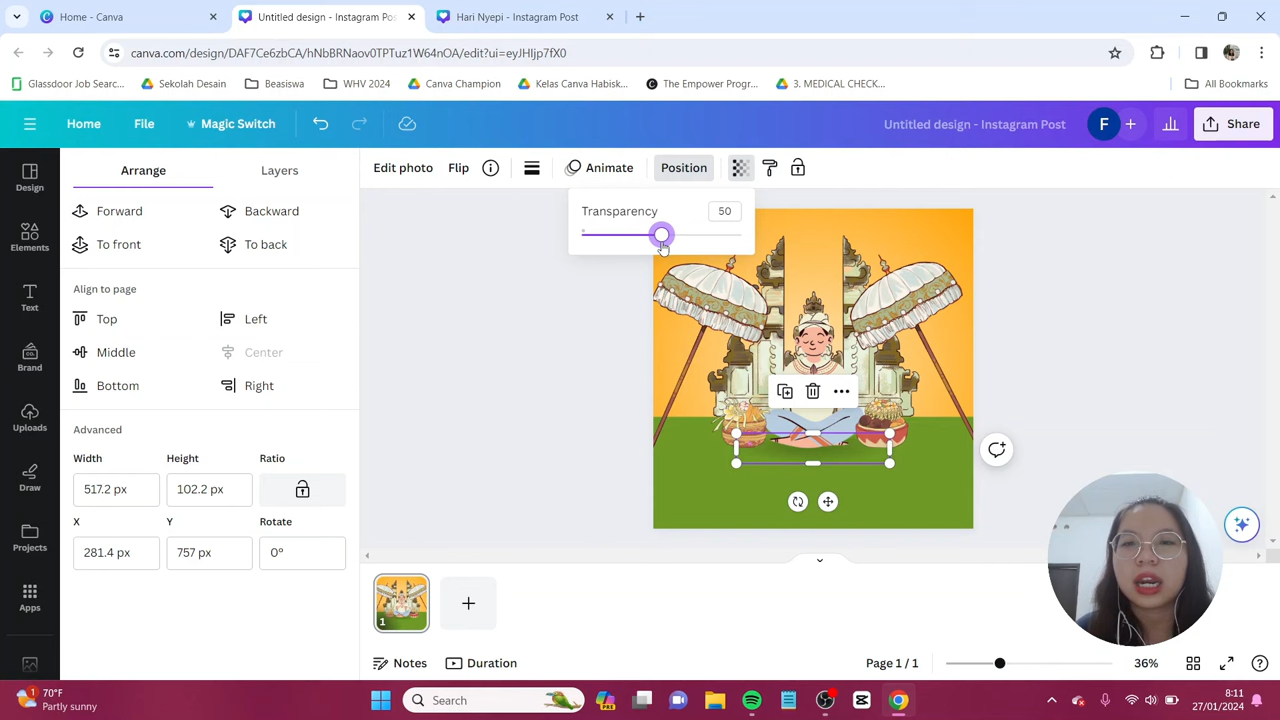 Home - Canva
Untitled design - Instagram Pos
Hari Nyepi - Instagram Post
canva.com/design/DAF7Ce6zbCA/hNbBRNaov0TPTuz1W64nOA/edit?ui=eyJHIjp7fX0
Glassdoor Job Searc...
Sekolah Desain
Beasiswa
WHV 2024
Canva Champion
Kelas Canva Habisk...
The Empower Progr...
3. MEDICAL CHECK...
All Bookmarks
Home
File
Magic Switch
Untitled design - Instagram Post
F
Share
Design
Elements
Text
Brand
Uploads
Draw
Projects
Apps
Arrange
Layers
Forward
Backward
To front
To back
Align to page
Top
Left
Middle
Center
Bottom
Right
Advanced
Width
Height
Ratio
517.2 px
102.2 px
X
Y
Rotate
281.4 px
757 px
0°
Edit photo
Flip
Animate
Position
Transparency
50
1
Notes
Duration
Page 1 / 1
36%
1
70°F
Partly sunny
Search
PRE
8:11
27/01/2024